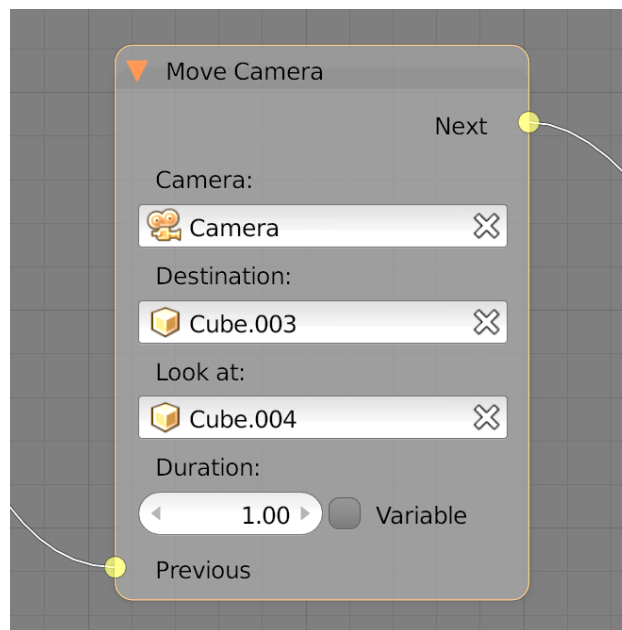 Move Camera
Next
Camera:
Camera
Destination:
Cube.003
Look at:
Cube.004
Duration:
1.00 Variable
Previous